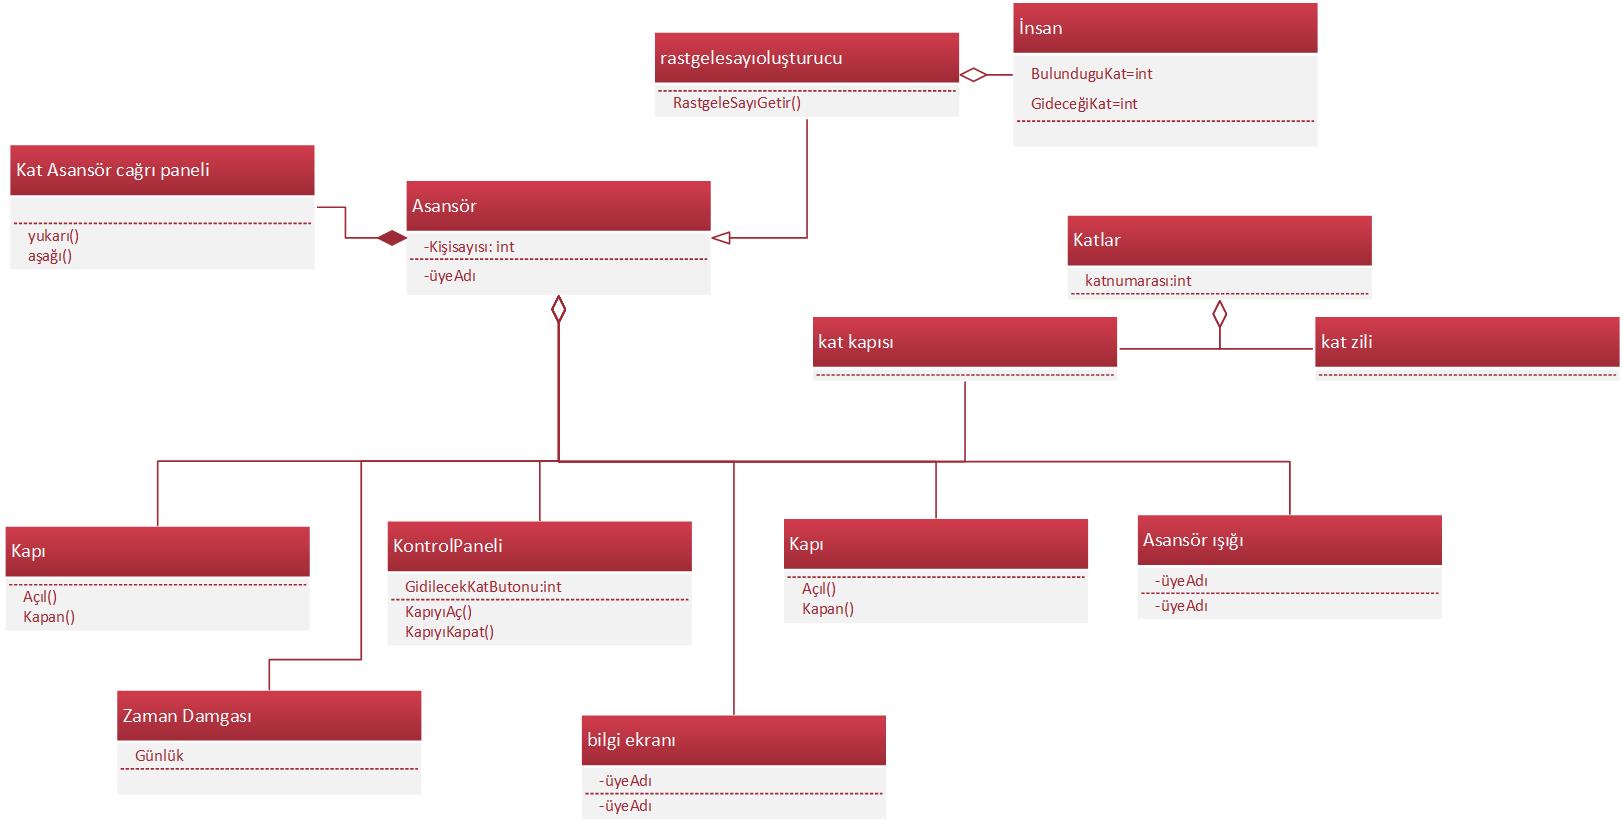 İnsan
BulunduguKat=int
GideceğiKat=int
rastgelesayıoluşturucu
RastgeleSayıGetir()
Kat Asansör cağrı paneli
yukarı()
aşağı()
Asansör
-Kişisayısı: int
-üyeAdı
Katlar
katnumarası:int
kat kapısı
kat zili
Kapı
Açıl()
Kapan()
KontrolPaneli
GidilecekKatButonu:int
KapıyıAç()
KapıyıKapat()
Kapı
Açıl()
Kapan()
Asansör ışığı
-üyeAdı
-üyeAdı
Zaman Damgası
Günlük
bilgi ekranı
-üyeAdı
-üyeAdı